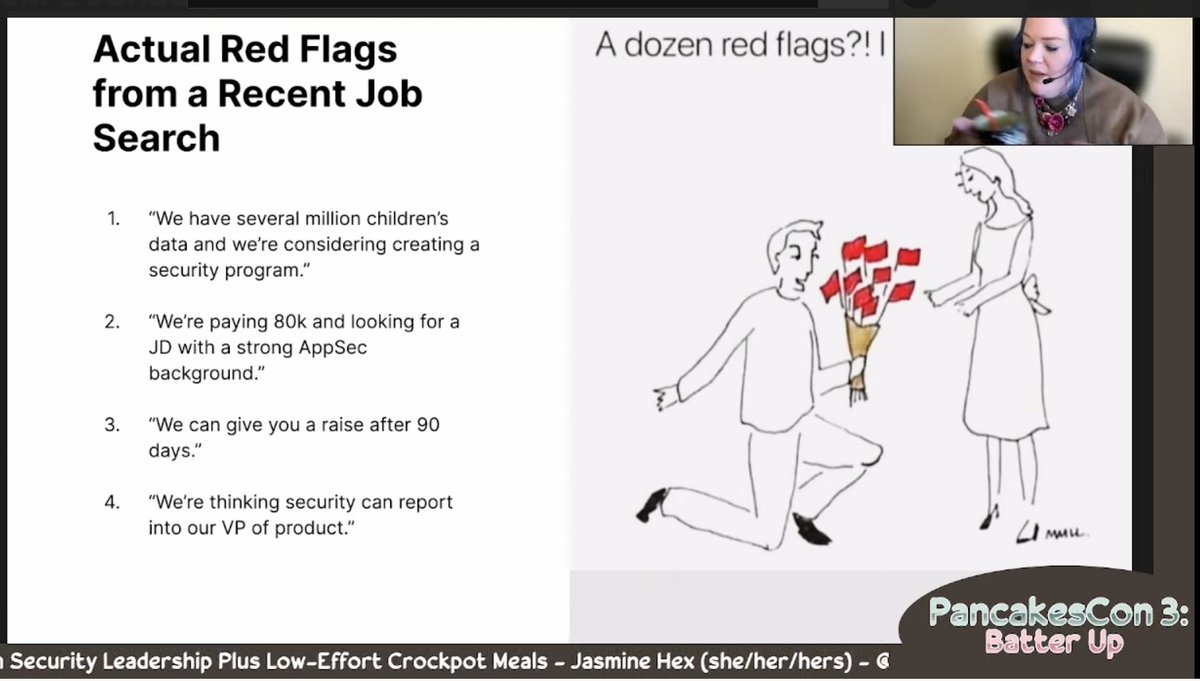 Actual Red Flags
from a Recent Job
Search
1. “We have several million children’s
data and we’re considering creating a
security program.”
2. “We’re paying 80k and looking for a
JD with a strong AppSec
background.”
3. “We can give you a raise after 90
days.”
4. “We’re thinking security can report
into our VP of product.”
A dozen red flags?! I
PancakesCon 3:
Batter Up
Security Leadership Plus Low-Effort Crockpot Meals – Jasmine Hex (she/her/hers) – @